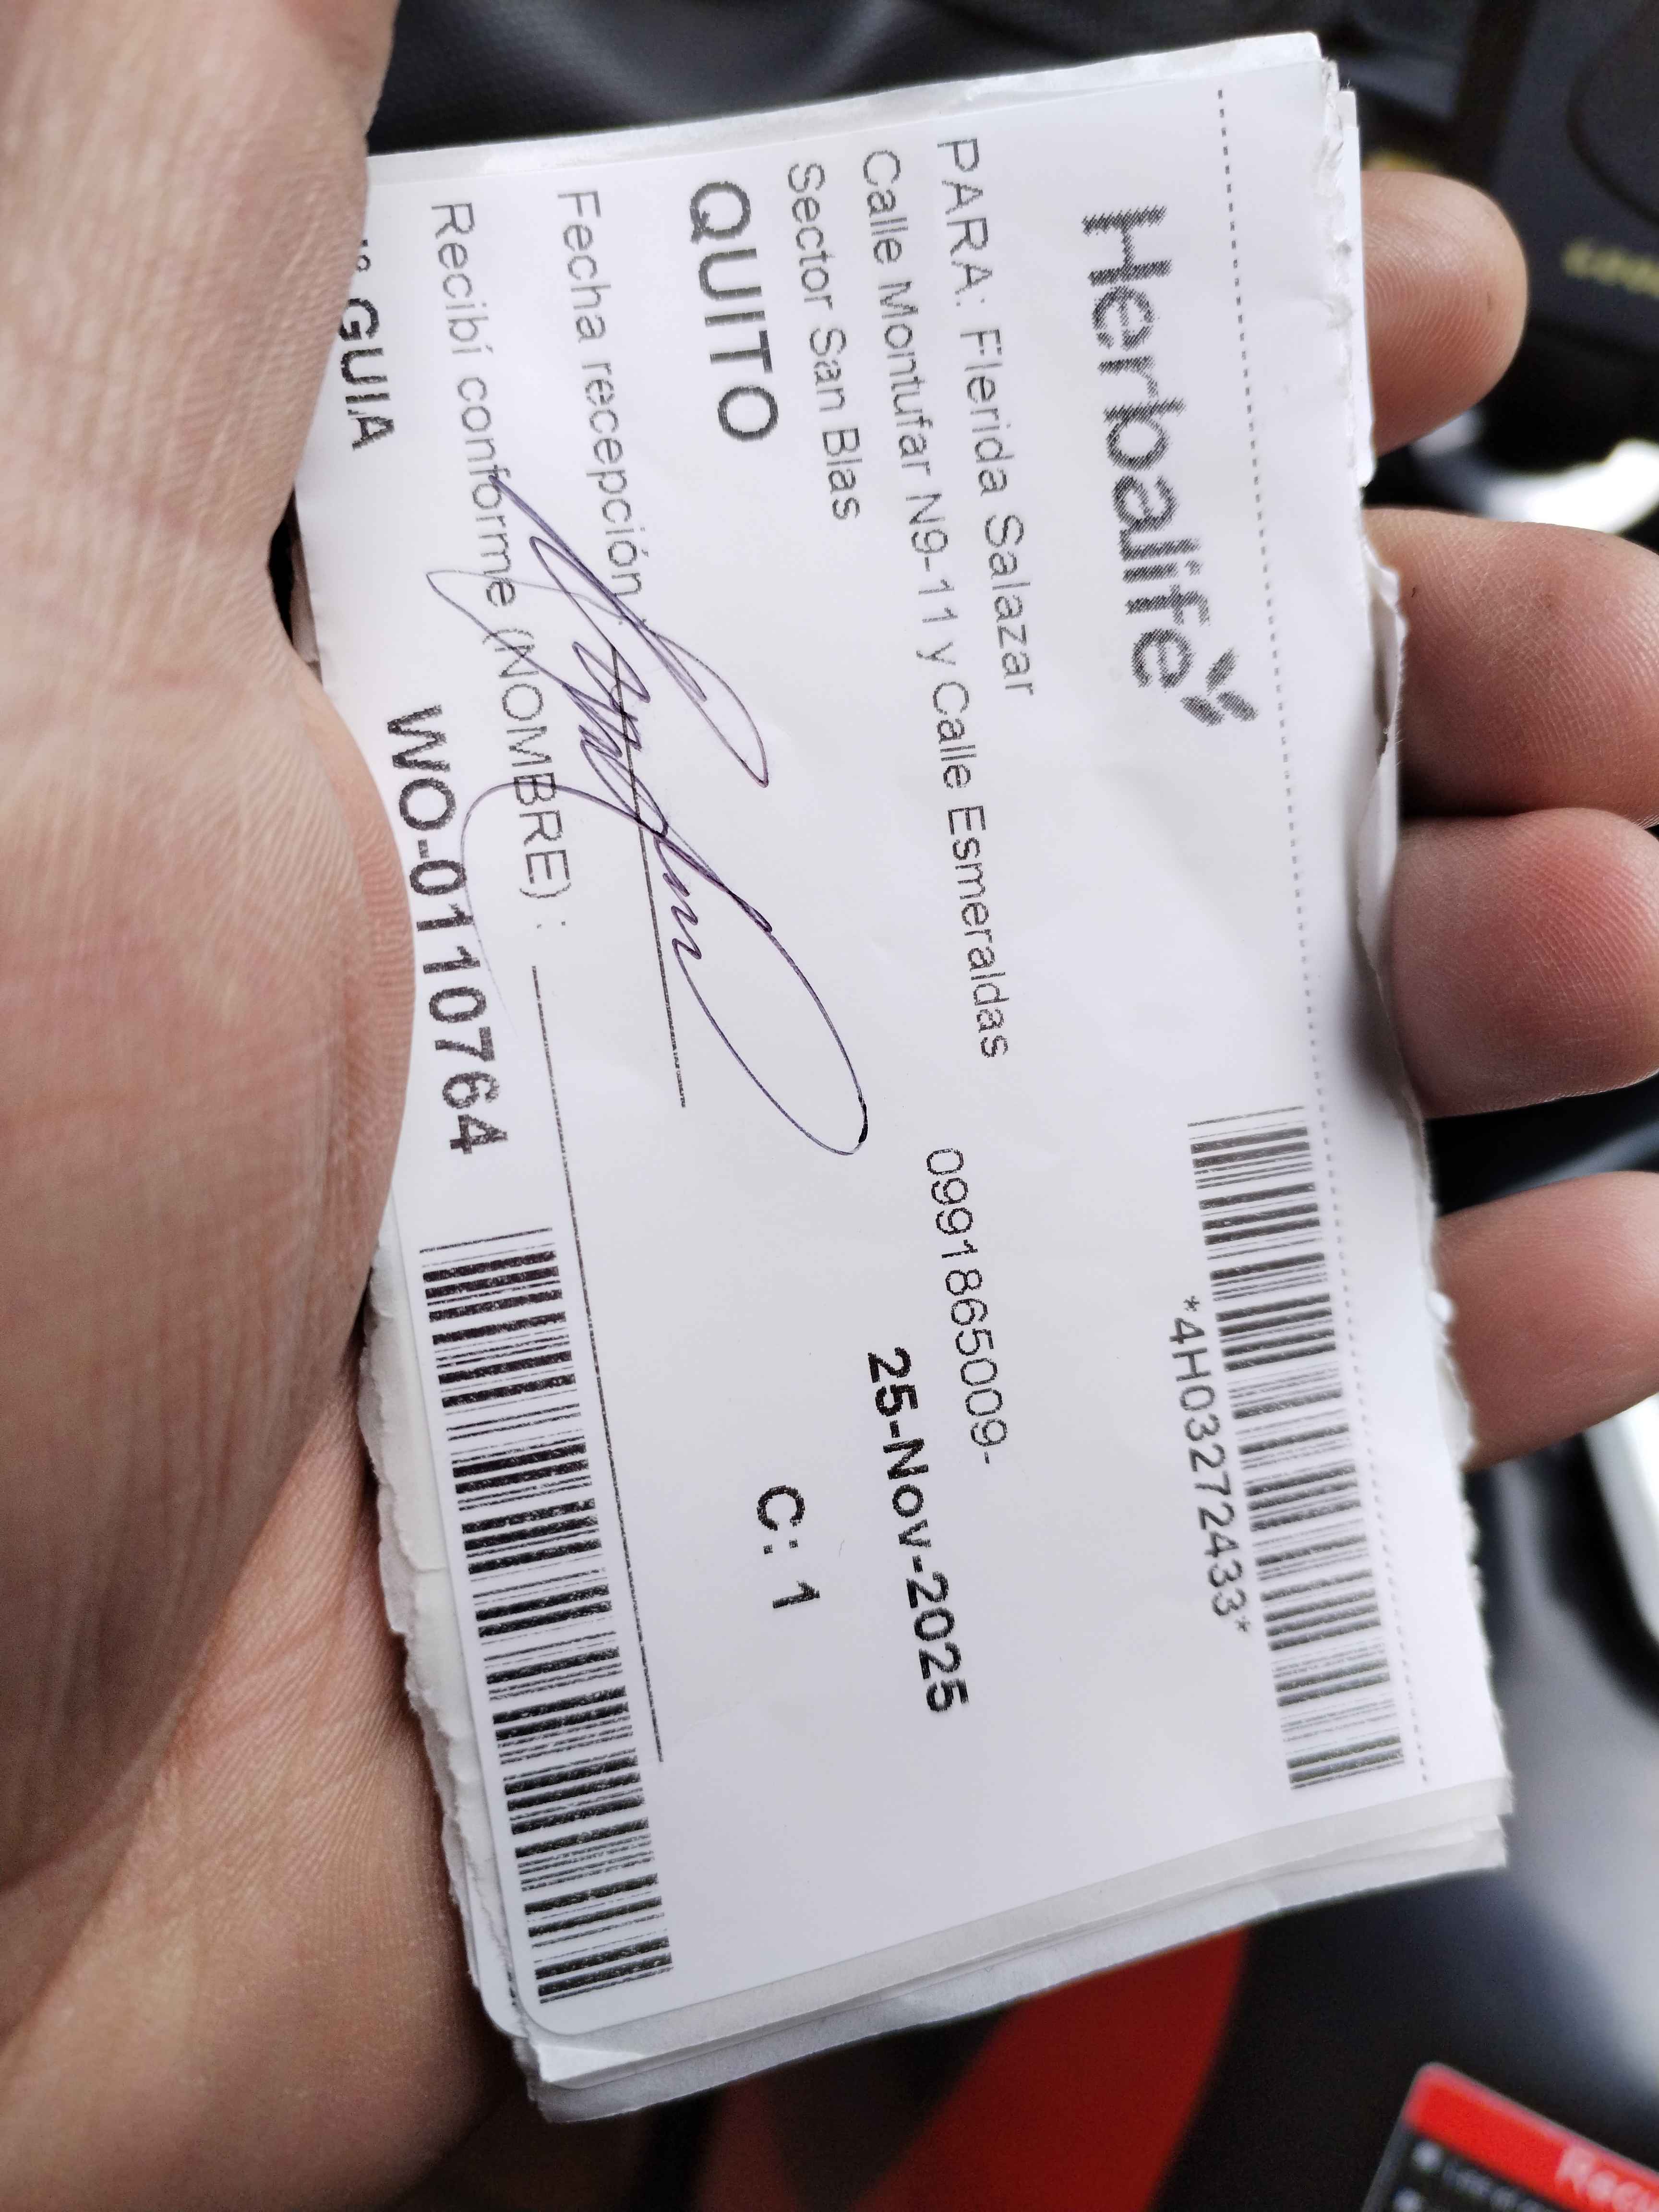 Herbalife
*4H03272433*
PARA: Flerida Salazar
Calle Montufar N9-11 y Calle Esmeraldas
0991865009-
Sector San Blas
25-Nov-2025
QUITO
C: 1
Fecha recepción
Recibí conforme (NOMBRE) :
GUIA
WO-0110764